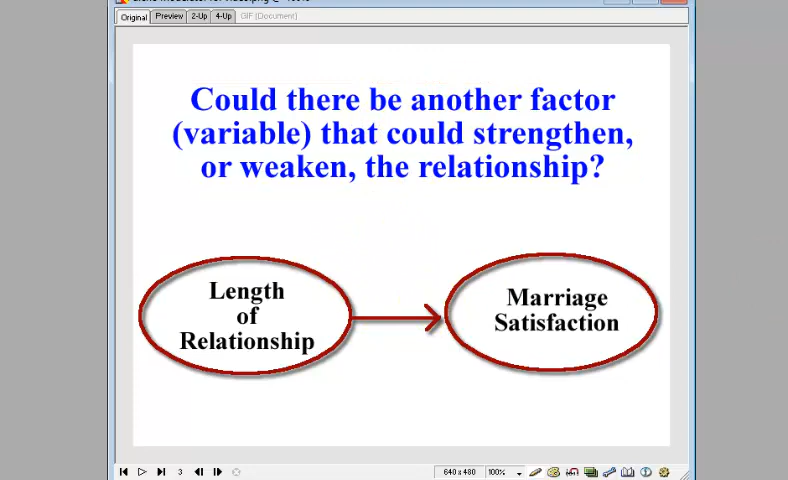 Original Preview 2-Up 4-Up GIF (Document)
Could there be another factor
(variable) that could strengthen,
or weaken, the relationship?
Length
of
Relationship
Marriage
Satisfaction
3
640 x 480 100%